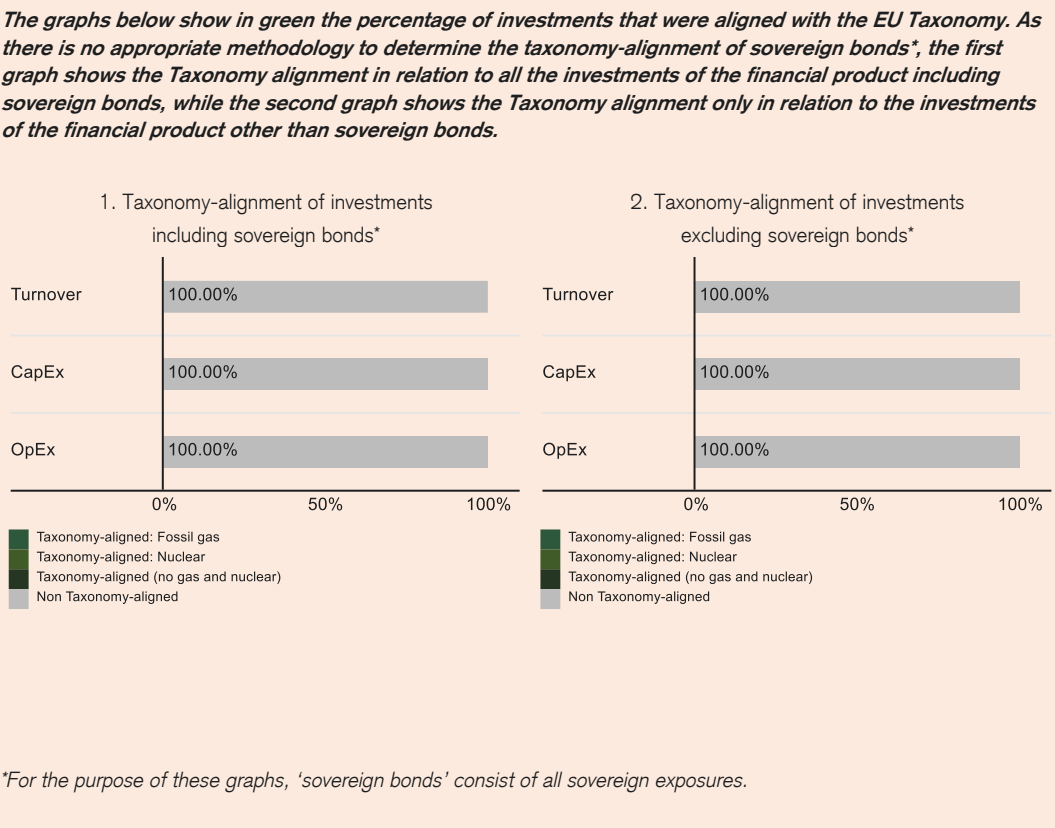 The graphs below show in green the percentage of investments that were aligned with the EU Taxonomy. As
there is no appropriate methodology to determine the taxonomy-alignment of sovereign bonds*, the first
graph shows the Taxonomy alignment in relation to all the investments of the financial product including
sovereign bonds, while the second graph shows the Taxonomy alignment only in relation to the investments
of the financial product other than sovereign bonds.
1. Taxonomy-alignment of investments
including sovereign bonds*
Turnover
100.00%
CapEx
100.00%
OpEx
100.00%
0% 50% 100%
Taxonomy-aligned: Fossil gas
Taxonomy-aligned: Nuclear
Taxonomy-aligned (no gas and nuclear)
Non Taxonomy-aligned
2. Taxonomy-alignment of investments
excluding sovereign bonds*
Turnover
100.00%
CapEx
100.00%
OpEx
100.00%
0% 50% 100%
Taxonomy-aligned: Fossil gas
Taxonomy-aligned: Nuclear
Taxonomy-aligned (no gas and nuclear)
Non Taxonomy-aligned
*For the purpose of these graphs, ‘sovereign bonds’ consist of all sovereign exposures.